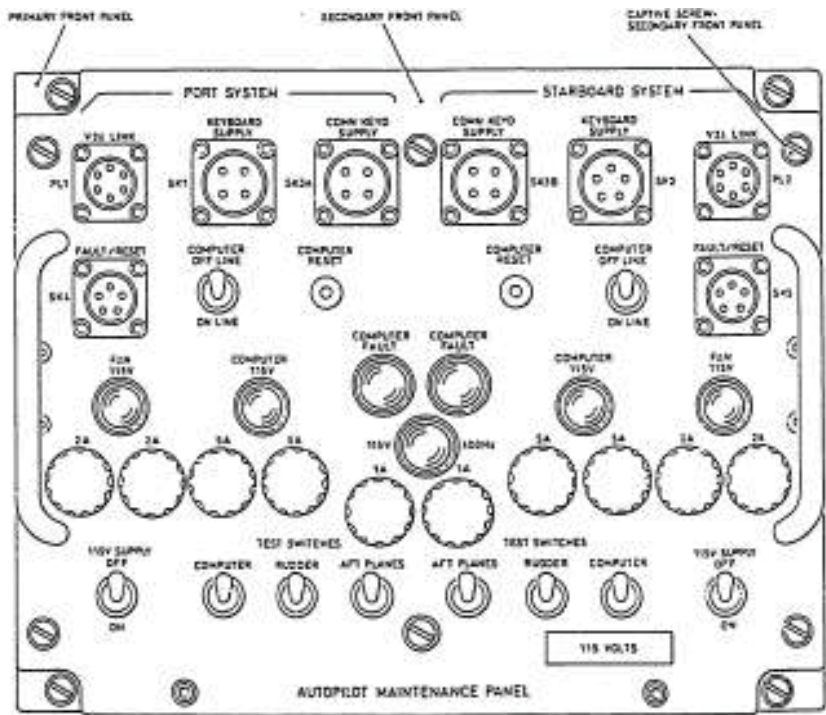 PRIMARY FRONT PANEL
SECONDARY FRONT PANEL
CAPTIVE SCREW-
SECONDARY FRONT PANEL
PORT SYSTEM
STARBOARD SYSTEM
LINK
KEYBOARD
SUPPLY
CONN KEYD
SUPPLY
CONN KEYD
SUPPLY
KEYBOARD
SUPPLY
LINK
PL1
SK1
SK3A
SK3B
SK2
PL2
FAULT/RESET
COMPUTER
OFF LINE
COMPUTER
RESET
COMPUTER
RESET
COMPUTER
OFF LINE
FAULT/RESET
SK4
SK5
ON LINE
ON LINE
COMPUTER
FAULT
COMPUTER
FAULT
FAN
115V
COMPUTER
115V
COMPUTER
115V
FAN
115V
115V
400Hz
2A
2A
5A
5A
5A
5A
2A
2A
TEST SWITCHES
TEST SWITCHES
115V SUPPLY
OFF
COMPUTER
RUDDER
AFT PLANES
AFT PLANES
RUDDER
COMPUTER
115V SUPPLY
OFF
ON
ON
115 VOLTS
AUTOPILOT MAINTENANCE PANEL